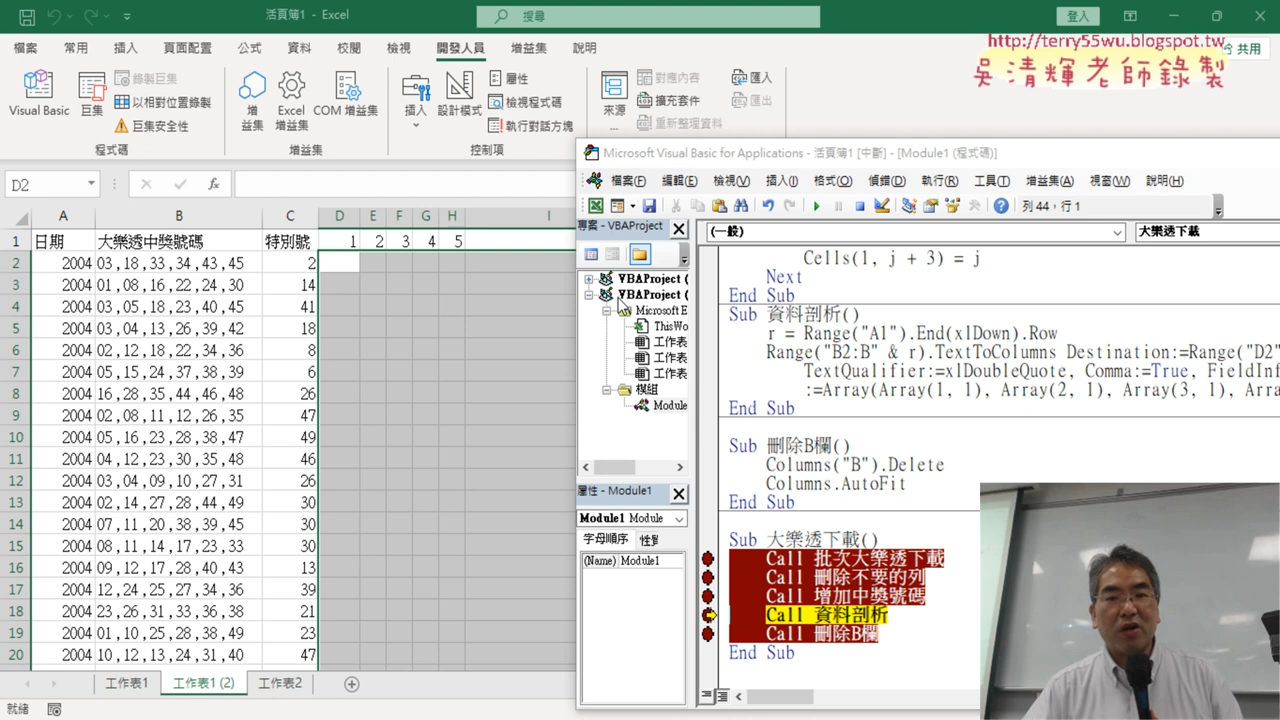 活頁簿1 - Excel
搜尋
登入
檔案 常用 插入 頁面配置 公式 資料 校閱 檢視 開發人員 增益集 說明
共用
http://terry55wu.blogspot.tw
吳清輝老師錄製
Visual Basic
巨集
錄製巨集
以相對位置錄製
巨集安全性
程式碼
增益集
Excel 增益集
COM 增益集
增益集
插入
設計模式
屬性
檢視程式碼
執行對話方塊
控制項
來源
...
對應內容
擴充套件
重新整理資料
匯入
匯出
D2
fx
A B C D E F G H I
1 日期 大樂透中獎號碼 特別號 1 2 3 4 5
2 2004 03,18,33,34,43,45 2
3 2004 01,08,16,22,24,30 14
4 2004 03,05,18,23,40,45 41
5 2004 03,04,13,26,39,42 18
6 2004 02,12,18,22,34,36 8
7 2004 05,15,24,37,38,39 6
8 2004 16,28,35,44,46,48 26
9 2004 02,08,11,12,26,35 47
10 2004 05,16,23,28,38,47 49
11 2004 04,12,23,30,35,48 46
12 2004 03,04,09,10,27,31 26
13 2004 02,14,27,28,44,49 30
14 2004 07,11,20,38,39,45 30
15 2004 08,11,14,17,23,33 30
16 2004 09,12,17,28,40,43 13
17 2004 12,24,25,27,34,36 39
18 2004 23,26,31,33,36,38 21
19 2004 01,10,25,28,38,49 23
20 2004 10,12,13,24,31,40 47
工作表1 工作表1 (2) 工作表2
就緒
Microsoft Visual Basic for Applications - 活頁簿1 [中斷] - [Module1 (程式碼)]
檔案(F) 編輯(E) 檢視(V) 插入(I) 格式(O) 偵錯(D) 執行(R) 工具(T) 增益集(A) 視窗(W) 說明(H)
列 44，行 1
專案 - VBAProject
VBAProject (
VBAProject (
Microsoft E
ThisWo
工作表
工作表
工作表
模組
Module
屬性 - Module1
Module1 Module
字母順序
(Name) Module1
(一般)
大樂透下載
Cells(1, j + 3) = j
Next
End Sub
Sub 資料剖析()
r = Range("A1").End(xlDown).Row
Range("B2:B" & r).TextToColumns Destination:=Range("D2"
TextQualifier:=xlDoubleQuote, Comma:=True, FieldInf
:=Array(Array(1, 1), Array(2, 1), Array(3, 1), Arra
End Sub
Sub 刪除B欄()
Columns("B").Delete
Columns.AutoFit
End Sub
Sub 大樂透下載()
Call 批次大樂透下載
Call 刪除不要的列
Call 增加中獎號碼
Call 資料剖析
Call 刪除B欄
End Sub